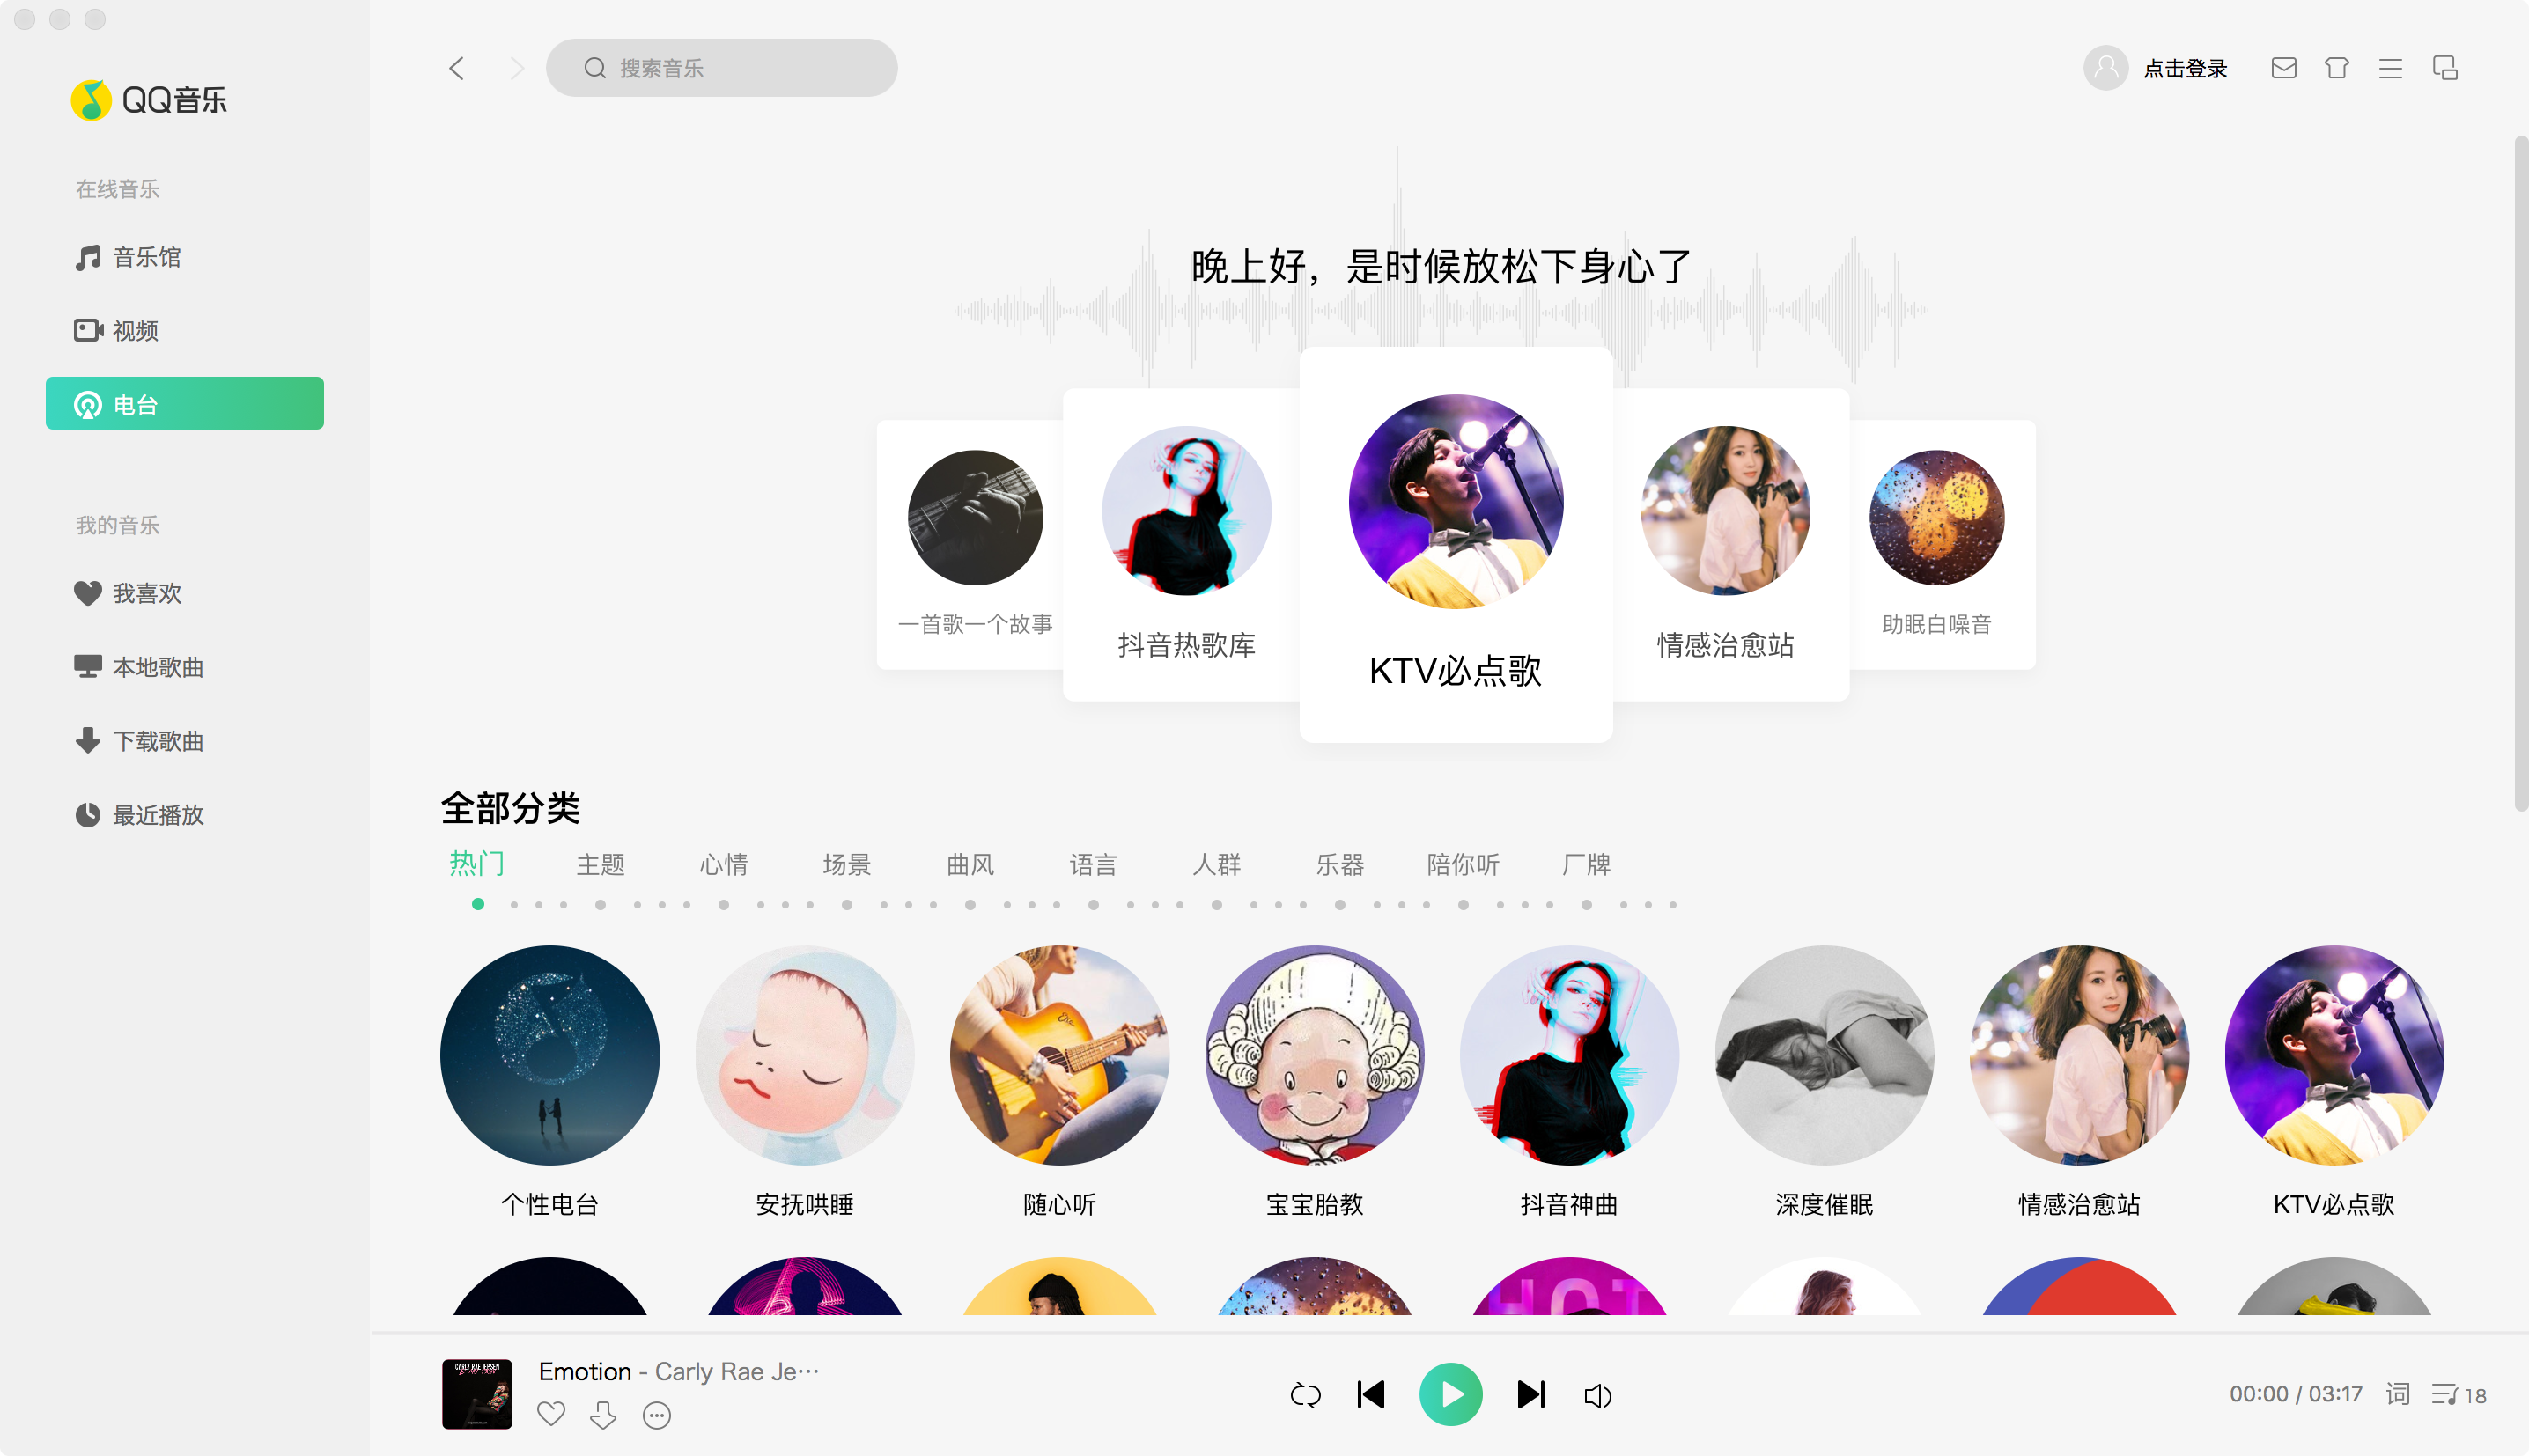 QQ音乐
搜索音乐
点击登录
在线音乐
音乐馆
视频
电台
我的音乐
我喜欢
本地歌曲
下载歌曲
最近播放
晚上好，是时候放松下身心了
一首歌一个故事
抖音热歌库
KTV必点歌
情感治愈站
助眠白噪音
全部分类
热门 主题 心情 场景 曲风 语言 人群 乐器 陪你听 厂牌
个性电台 安抚哄睡 随心听 宝宝胎教 抖音神曲 深度催眠 情感治愈站 KTV必点歌
HOT
CARLY RAE JEPSEN
Emotion - Carly Rae Je…
00:00 / 03:17 词 18